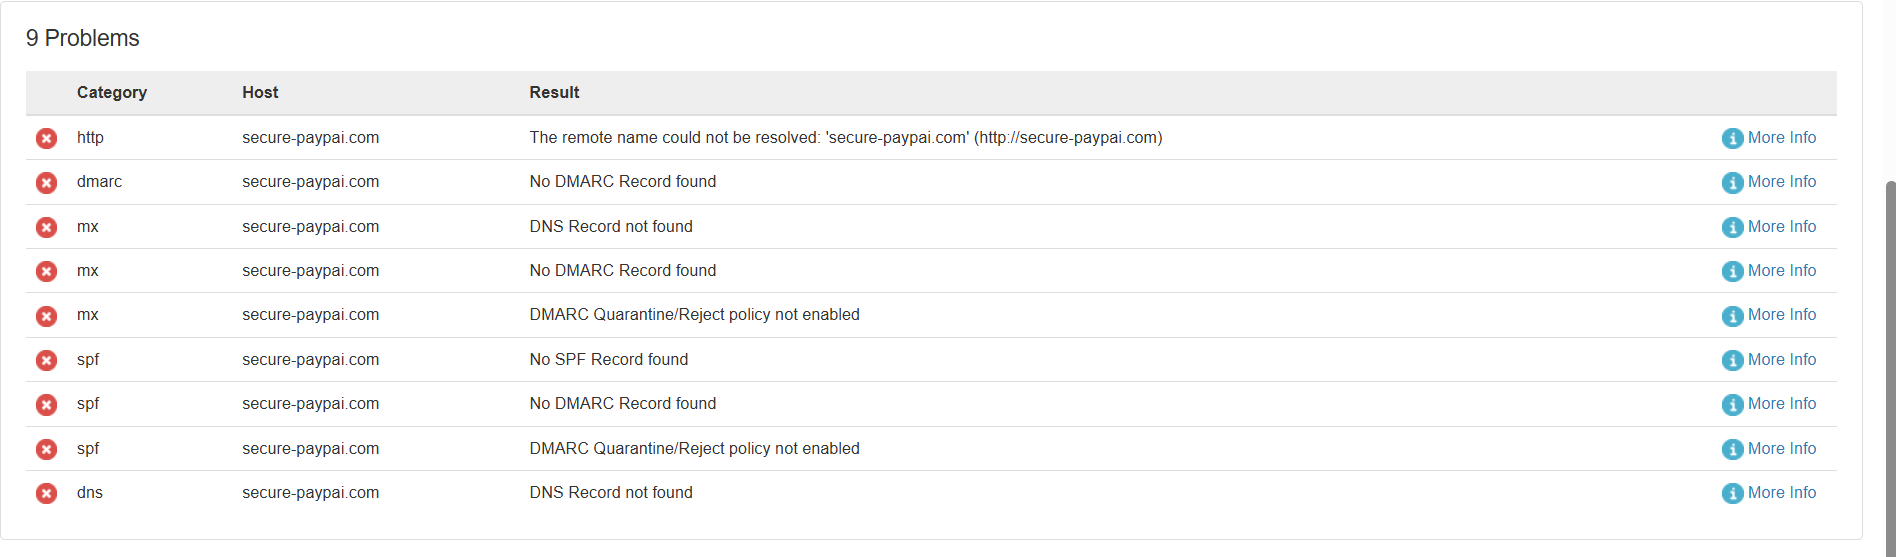 9 Problems
Category Host Result
http secure-paypai.com The remote name could not be resolved: 'secure-paypai.com' (http://secure-paypai.com) More Info
dmarc secure-paypai.com No DMARC Record found More Info
mx secure-paypai.com DNS Record not found More Info
mx secure-paypai.com No DMARC Record found More Info
mx secure-paypai.com DMARC Quarantine/Reject policy not enabled More Info
spf secure-paypai.com No SPF Record found More Info
spf secure-paypai.com No DMARC Record found More Info
spf secure-paypai.com DMARC Quarantine/Reject policy not enabled More Info
dns secure-paypai.com DNS Record not found More Info